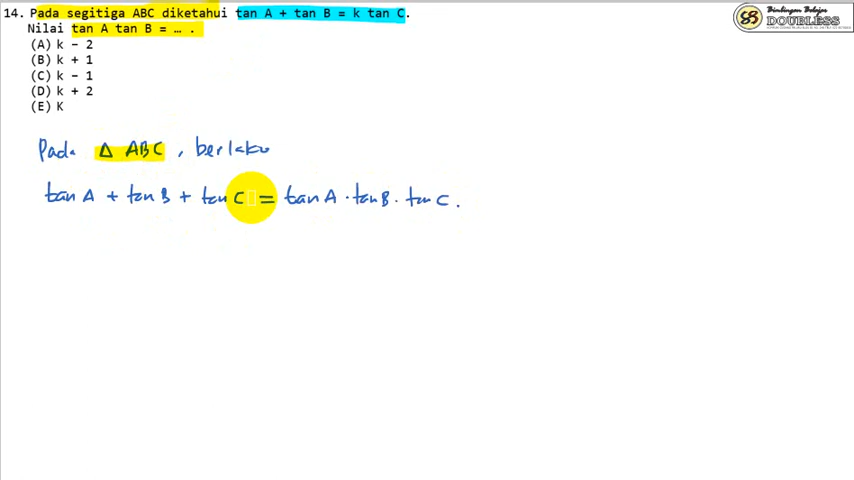 14. Pada segitiga ABC diketahui tan A + tan B = k tan C.
Nilai tan A tan B = … .
(A) k - 2
(B) k + 1
(C) k - 1
(D) k + 2
(E) K
Bimbingan Belajar
DOUBLESS
Pada Δ ABC , berlaku
tan A + tan B + tan C = tan A · tan B · tan C .